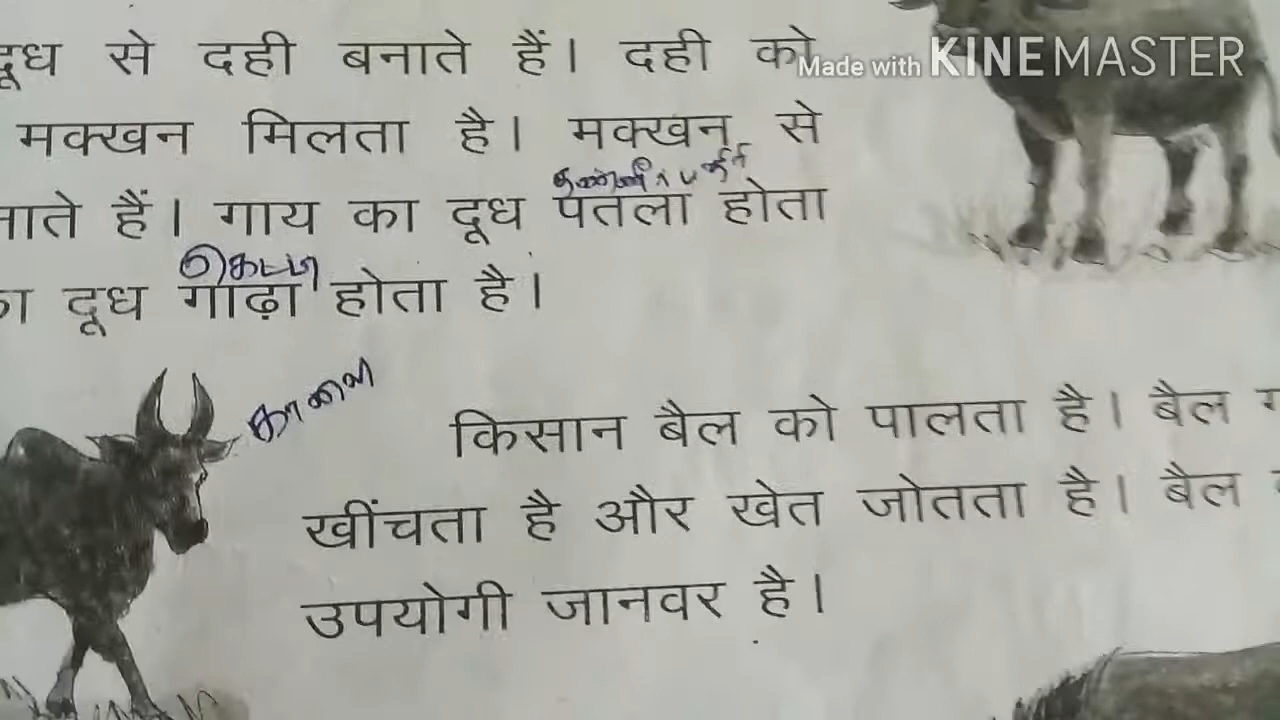 दूध से दही बनाते हैं। दही को
Made with KINEMASTER
मक्खन मिलता है। मक्खन से
नाते हैं। गाय का दूध पतला होता
கெட்டி
का दूध गाढ़ा होता है।
காளை
किसान बैल को पालता है। बैल
खींचता है और खेत जोतता है। बैल
उपयोगी जानवर है।